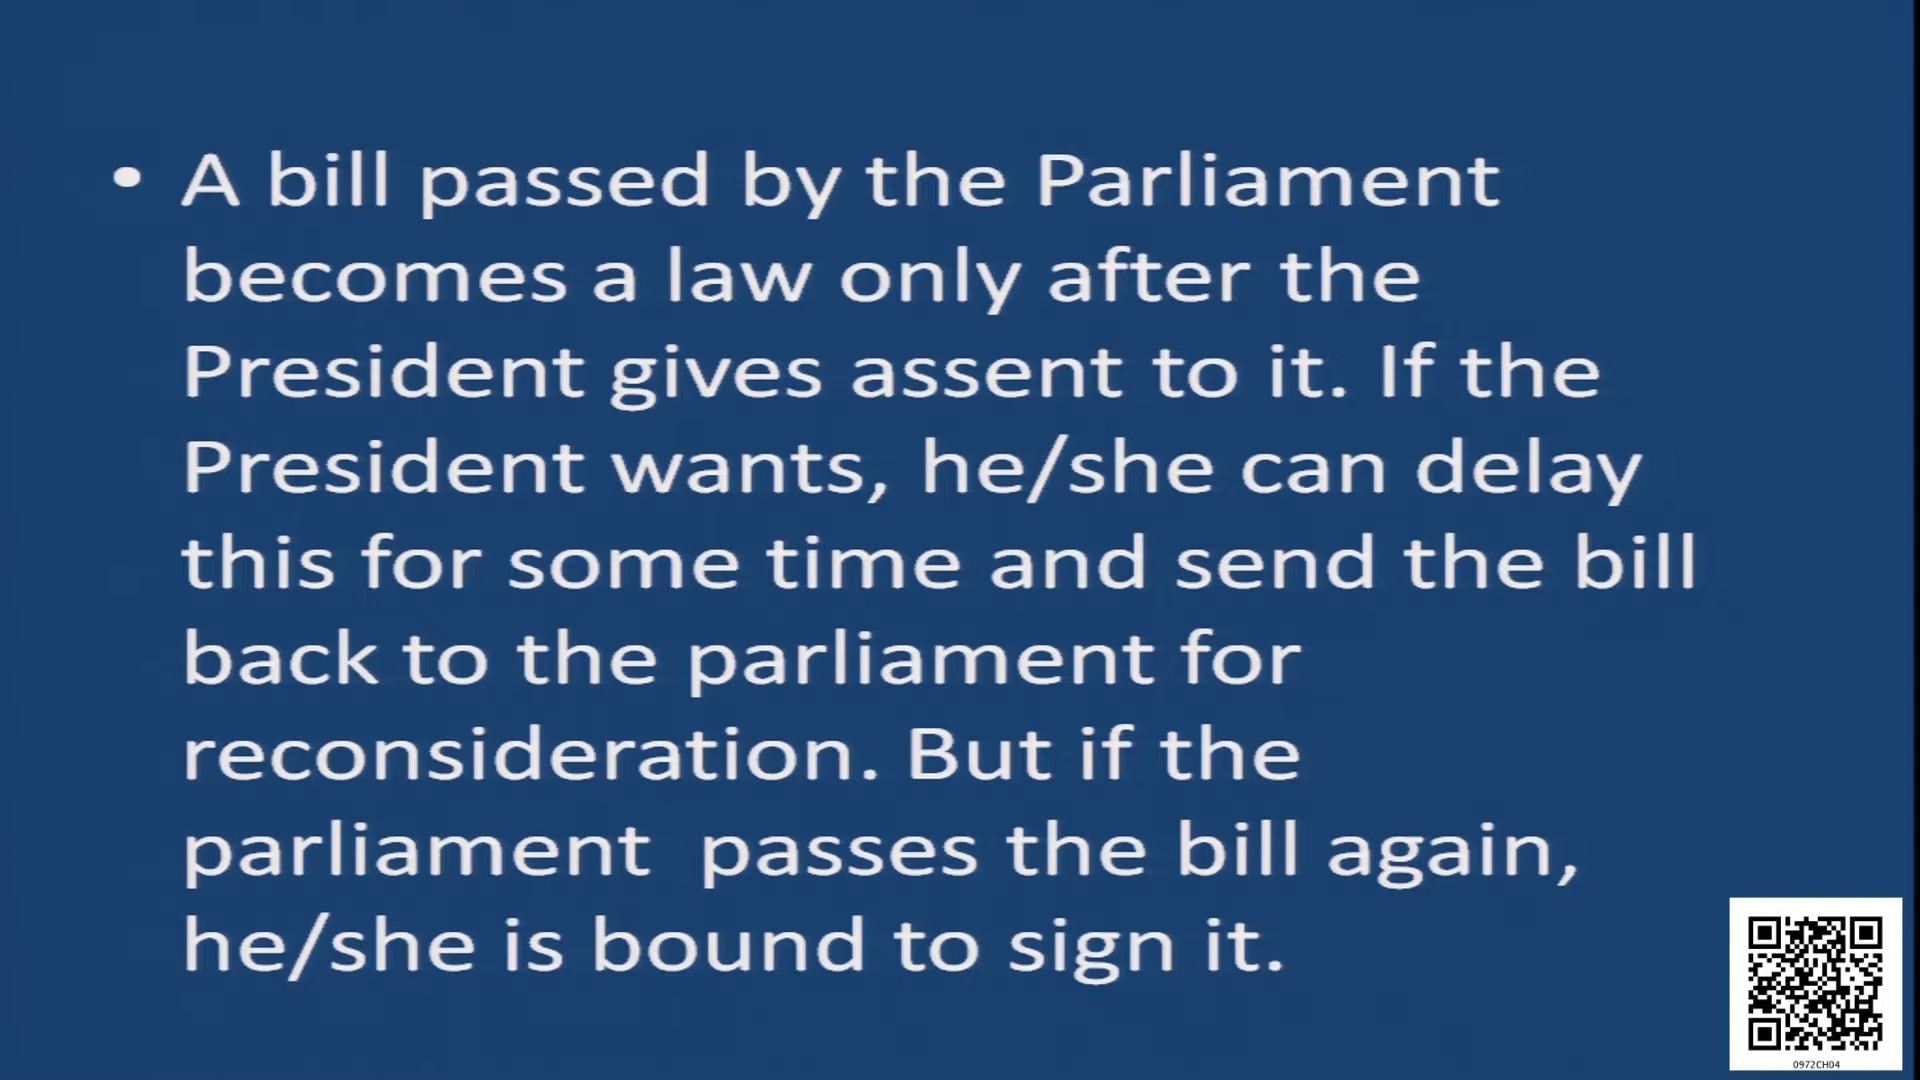 • A bill passed by the Parliament
becomes a law only after the
President gives assent to it. If the
President wants, he/she can delay
this for some time and send the bill
back to the parliament for
reconsideration. But if the
parliament  passes the bill again,
he/she is bound to sign it.
0972CH04